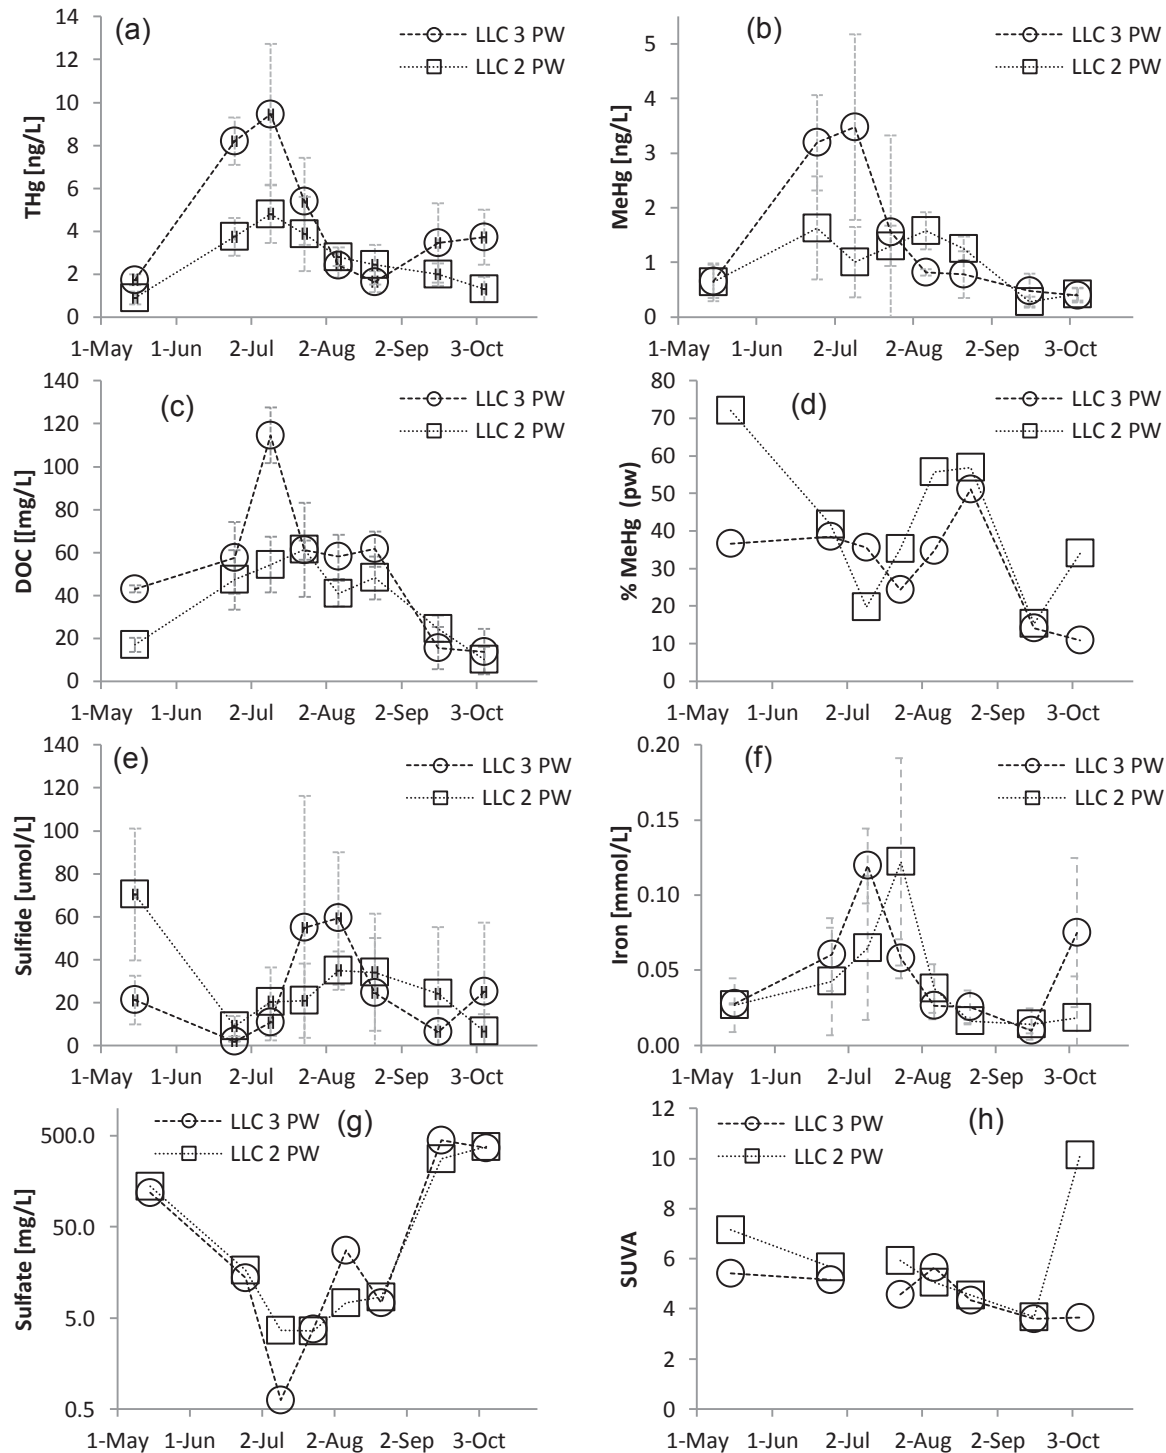 (a)
LLC 3 PW
LLC 2 PW
THg [ng/L]
14
12
10
8
6
4
2
0
1-May 1-Jun 2-Jul 2-Aug 2-Sep 3-Oct
(b)
LLC 3 PW
LLC 2 PW
MeHg [ng/L]
5
4
3
2
1
0
1-May 1-Jun 2-Jul 2-Aug 2-Sep 3-Oct
(c)
LLC 3 PW
LLC 2 PW
DOC [[mg/L]
140
120
100
80
60
40
20
0
1-May 1-Jun 2-Jul 2-Aug 2-Sep 3-Oct
(d)
LLC 3 PW
LLC 2 PW
% MeHg (pw)
80
70
60
50
40
30
20
10
0
1-May 1-Jun 2-Jul 2-Aug 2-Sep 3-Oct
(e)
LLC 3 PW
LLC 2 PW
Sulfide [umol/L]
140
120
100
80
60
40
20
0
1-May 1-Jun 2-Jul 2-Aug 2-Sep 3-Oct
(f)
LLC 3 PW
LLC 2 PW
Iron [mmol/L]
0.20
0.15
0.10
0.05
0.00
1-May 1-Jun 2-Jul 2-Aug 2-Sep 3-Oct
(g)
LLC 3 PW
LLC 2 PW
Sulfate [mg/L]
500.0
50.0
5.0
0.5
1-May 1-Jun 2-Jul 2-Aug 2-Sep 3-Oct
(h)
LLC 3 PW
LLC 2 PW
SUVA
12
10
8
6
4
2
0
1-May 1-Jun 2-Jul 2-Aug 2-Sep 3-Oct